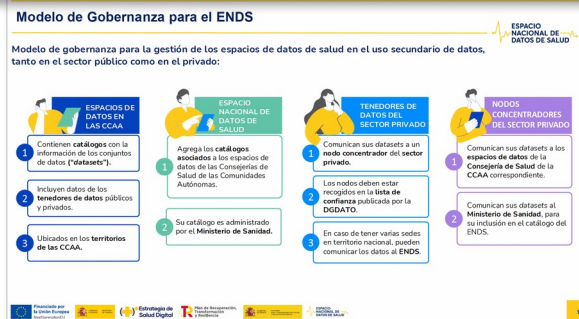 Modelo de Gobernanza para el ENDS
ESPACIO
NACIONAL DE
DATOS DE SALUD
Modelo de gobernanza para la gestión de los espacios de datos de salud en el uso secundario de datos,
tanto en el sector público como en el privado:
ESPACIOS DE
DATOS EN
LAS CCAA
1
Contienen catálogos con la
información de los conjuntos
de datos ("datasets").
2
Incluyen datos de los
tenedores de datos públicos
y privados.
3
Ubicados en los territorios
de las CCAA.
ESPACIO
NACIONAL DE
DATOS DE
SALUD
1
Agrega los catálogos
asociados a los espacios de
datos de las Consejerías de
Salud de las Comunidades
Autónomas.
2
Su catálogo es administrado
por el Ministerio de Sanidad.
TENEDORES DE
DATOS DEL
SECTOR PRIVADO
1
Comunican sus datasets a un
nodo concentrador del sector
privado.
2
Los nodos deben estar
recogidos en la lista de
confianza publicada por la
DGDATO.
3
En caso de tener varias sedes
en territorio nacional, pueden
comunicar los datos al ENDS.
NODOS
CONCENTRADORES
DEL SECTOR PRIVADO
1
Comunican sus datasets a los
espacios de datos de la
Consejería de Salud de la
CCAA correspondiente.
2
Comunican sus datasets al
Ministerio de Sanidad, para
su inclusión en el catálogo del
ENDS.
Financiado por
la Unión Europea
NextGenerationEU
Estrategia de
Salud Digital
Plan de Recuperación,
Transformación
y Resiliencia
ESPACIO
NACIONAL DE
DATOS DE SALUD